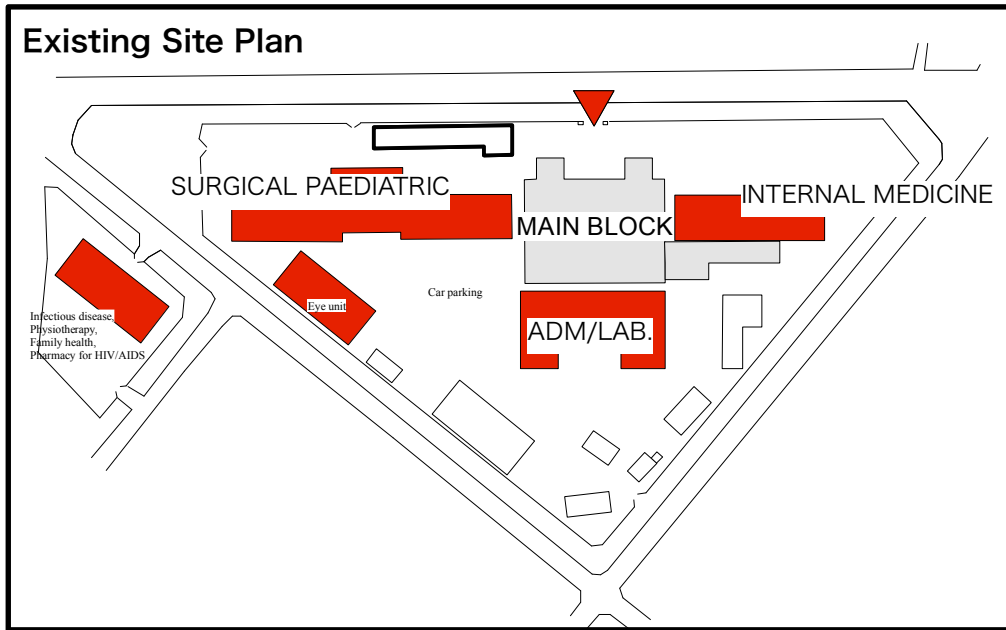 Existing Site Plan
SURGICAL PAEDIATRIC
INTERNAL MEDICINE
MAIN BLOCK
Car parking
Eye unit
Infectious disease,
Physiotherapy,
Family health,
Pharmacy for HIV/AIDS
ADM/LAB.